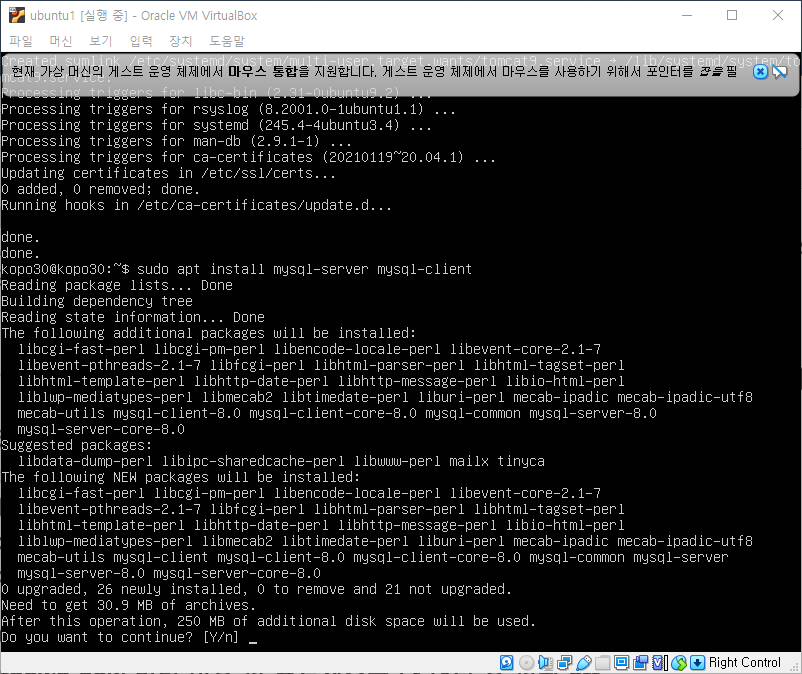 ubuntu1 [실행 중] - Oracle VM VirtualBox
파일 머신 보기 입력 장치 도움말
Created symlink /etc/systemd/system/multi-user.target.wants/tomcat9.service → /lib/systemd/system/to
현재 가상 머신의 게스트 운영 체제에서 마우스 통합을 지원합니다. 게스트 운영 체제에서 마우스를 사용하기 위해서 포인터를 잡을 필
mcat9.service.
Processing triggers for libc-bin (2.31-0ubuntu9.2) ...
Processing triggers for rsyslog (8.2001.0-1ubuntu1.1) ...
Processing triggers for systemd (245.4-4ubuntu3.4) ...
Processing triggers for man-db (2.9.1-1) ...
Processing triggers for ca-certificates (20210119~20.04.1) ...
Updating certificates in /etc/ssl/certs...
0 added, 0 removed; done.
Running hooks in /etc/ca-certificates/update.d...
done.
done.
kopo30@kopo30:~$ sudo apt install mysql-server mysql-client
Reading package lists... Done
Building dependency tree
Reading state information... Done
The following additional packages will be installed:
libcgi-fast-perl libcgi-pm-perl libencode-locale-perl libevent-core-2.1-7
libevent-pthreads-2.1-7 libfcgi-perl libhtml-parser-perl libhtml-tagset-perl
libhtml-template-perl libhttp-date-perl libhttp-message-perl libio-html-perl
liblwp-mediatypes-perl libmecab2 libtimedate-perl liburi-perl mecab-ipadic mecab-ipadic-utf8
mecab-utils mysql-client-8.0 mysql-client-core-8.0 mysql-common mysql-server-8.0
mysql-server-core-8.0
Suggested packages:
libdata-dump-perl libipc-sharedcache-perl libwww-perl mailx tinyca
The following NEW packages will be installed:
libcgi-fast-perl libcgi-pm-perl libencode-locale-perl libevent-core-2.1-7
libevent-pthreads-2.1-7 libfcgi-perl libhtml-parser-perl libhtml-tagset-perl
libhtml-template-perl libhttp-date-perl libhttp-message-perl libio-html-perl
liblwp-mediatypes-perl libmecab2 libtimedate-perl liburi-perl mecab-ipadic mecab-ipadic-utf8
mecab-utils mysql-client mysql-client-8.0 mysql-client-core-8.0 mysql-common mysql-server
mysql-server-8.0 mysql-server-core-8.0
0 upgraded, 26 newly installed, 0 to remove and 21 not upgraded.
Need to get 30.9 MB of archives.
After this operation, 250 MB of additional disk space will be used.
Do you want to continue? [Y/n] _
Right Control